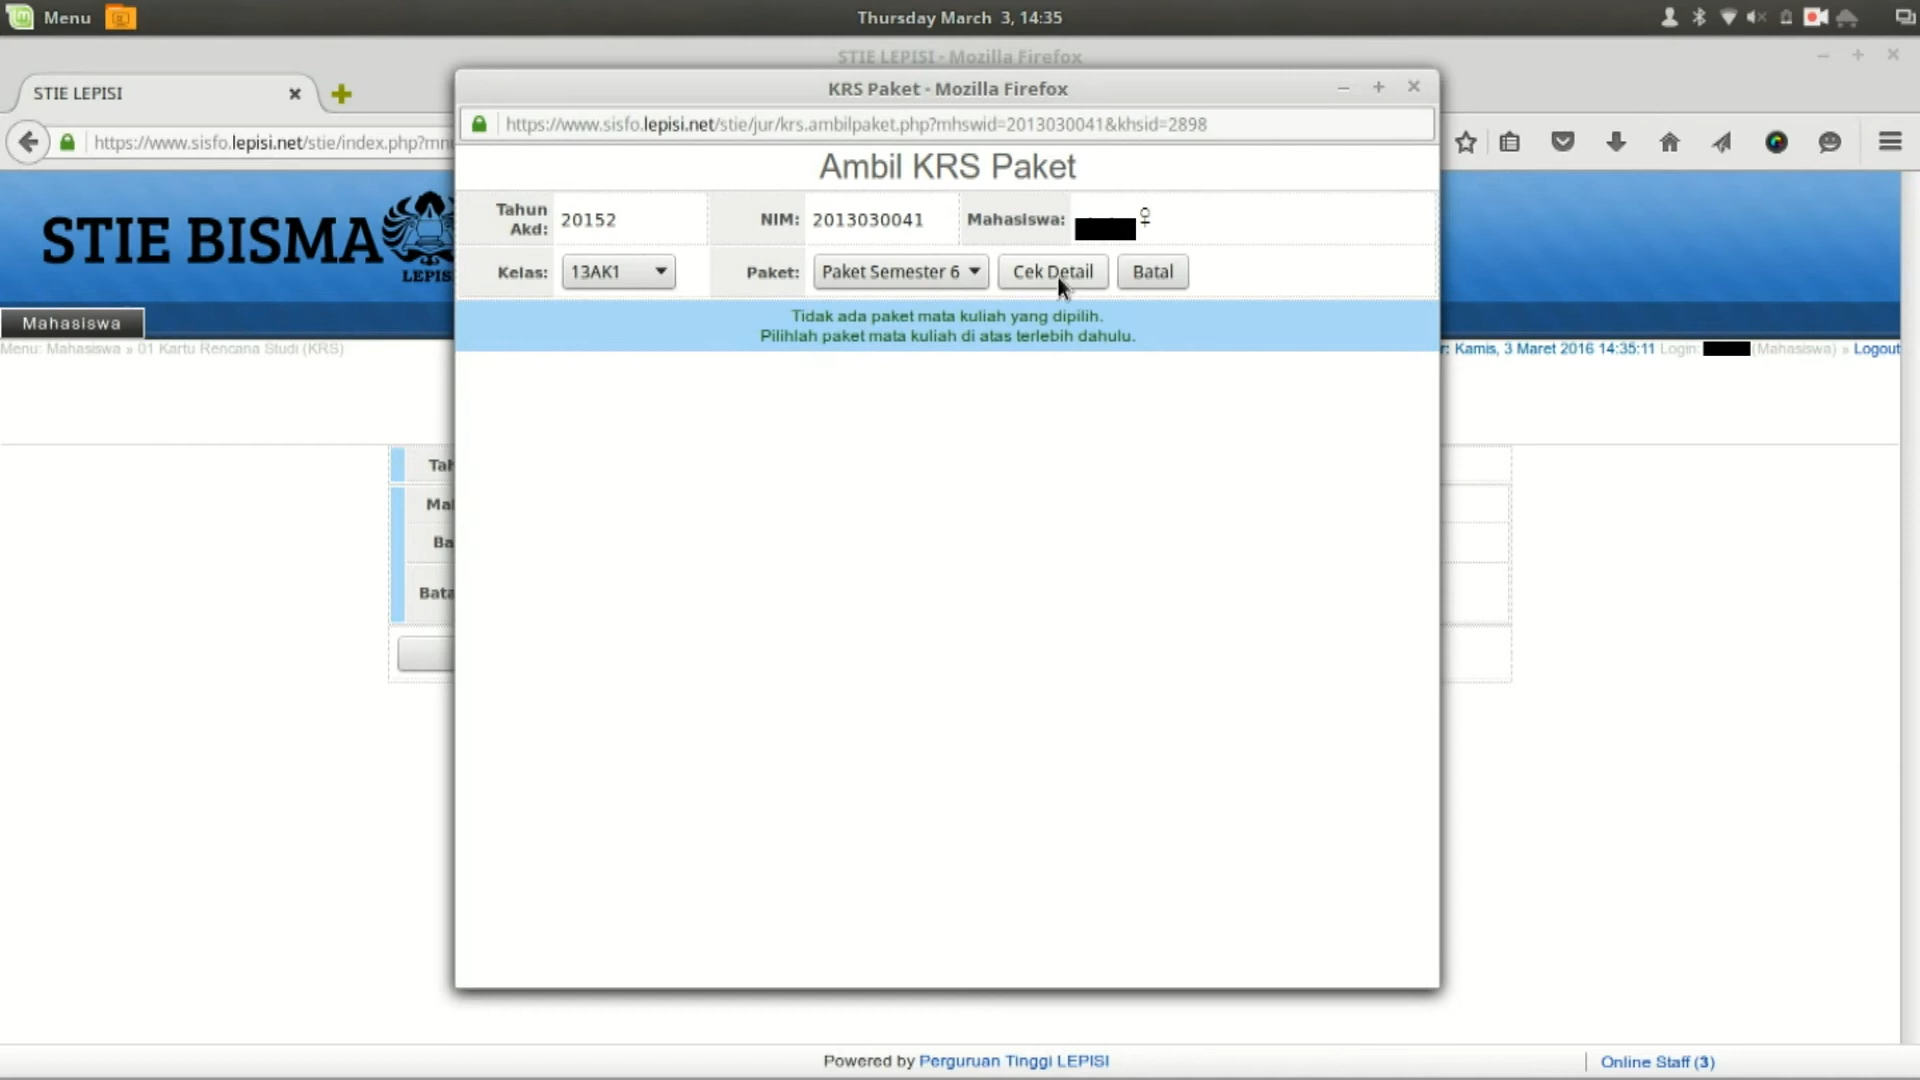 Menu
Thursday March 3, 14:35
STIE LEPISI - Mozilla Firefox
STIE LEPISI
https://www.sisfo.lepisi.net/stie/index.php?mn
KRS Paket - Mozilla Firefox
https://www.sisfo.lepisi.net/stie/jur/krs.ambilpaket.php?mhswid=2013030041&khsid=2898
Ambil KRS Paket
Tahun Akd: 20152 NIM: 2013030041 Mahasiswa:
Kelas: 13AK1 Paket: Paket Semester 6 Cek Detail Batal
Tidak ada paket mata kuliah yang dipilih.
Pilihlah paket mata kuliah di atas terlebih dahulu.
STIE BISMA
LEPIS
Mahasiswa
Menu: Mahasiswa » 01 Kartu Rencana Studi (KRS)
r: Kamis, 3 Maret 2016 14:35:11 Login: (Mahasiswa) » Logout
Tah
Ma
Ba
Bata
Powered by Perguruan Tinggi LEPISI
Online Staff (3)